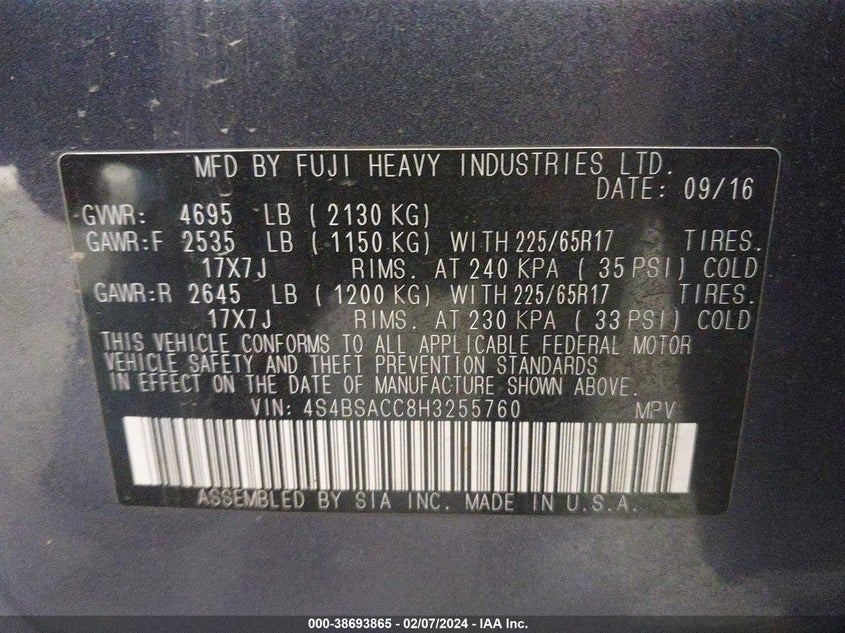 MFD BY FUJI HEAVY INDUSTRIES LTD.
DATE: 09/16
GVWR: 4695 LB ( 2130 KG)
GAWR:F 2535 LB ( 1150 KG) WITH 225/65R17 TIRES.
17X7J RIMS. AT 240 KPA ( 35 PSI) COLD
GAWR:R 2645 LB ( 1200 KG) WITH 225/65R17 TIRES.
17X7J RIMS. AT 230 KPA ( 33 PSI) COLD
THIS VEHICLE CONFORMS TO ALL APPLICABLE FEDERAL MOTOR
VEHICLE SAFETY AND THEFT PREVENTION STANDARDS
IN EFFECT ON THE DATE OF MANUFACTURE SHOWN ABOVE.
VIN: 4S4BSACC8H3255760 MPV
ASSEMBLED BY SIA INC. MADE IN U.S.A.
000-38693865 - 02/07/2024 - IAA Inc.